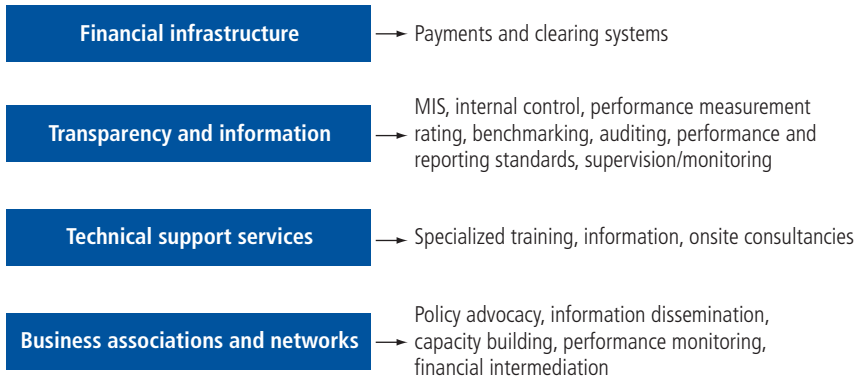 Financial infrastructure
Payments and clearing systems
Transparency and information
MIS, internal control, performance measurement
rating, benchmarking, auditing, performance and
reporting standards, supervision/monitoring
Technical support services
Specialized training, information, onsite consultancies
Business associations and networks
Policy advocacy, information dissemination,
capacity building, performance monitoring,
financial intermediation